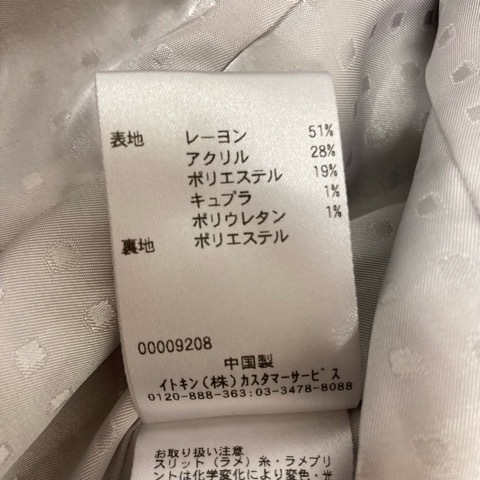 表地 レーヨン 51%
アクリル 28%
ポリエステル 19%
キュプラ 1%
ポリウレタン 1%
裏地 ポリエステル
00009208
中国製
イトキン(株)カスタマーサービス
0120-888-363:03-3478-8088
お取り扱い注意
スリット(ラメ)糸・ラメプリ
ントは化学変化により変色・光